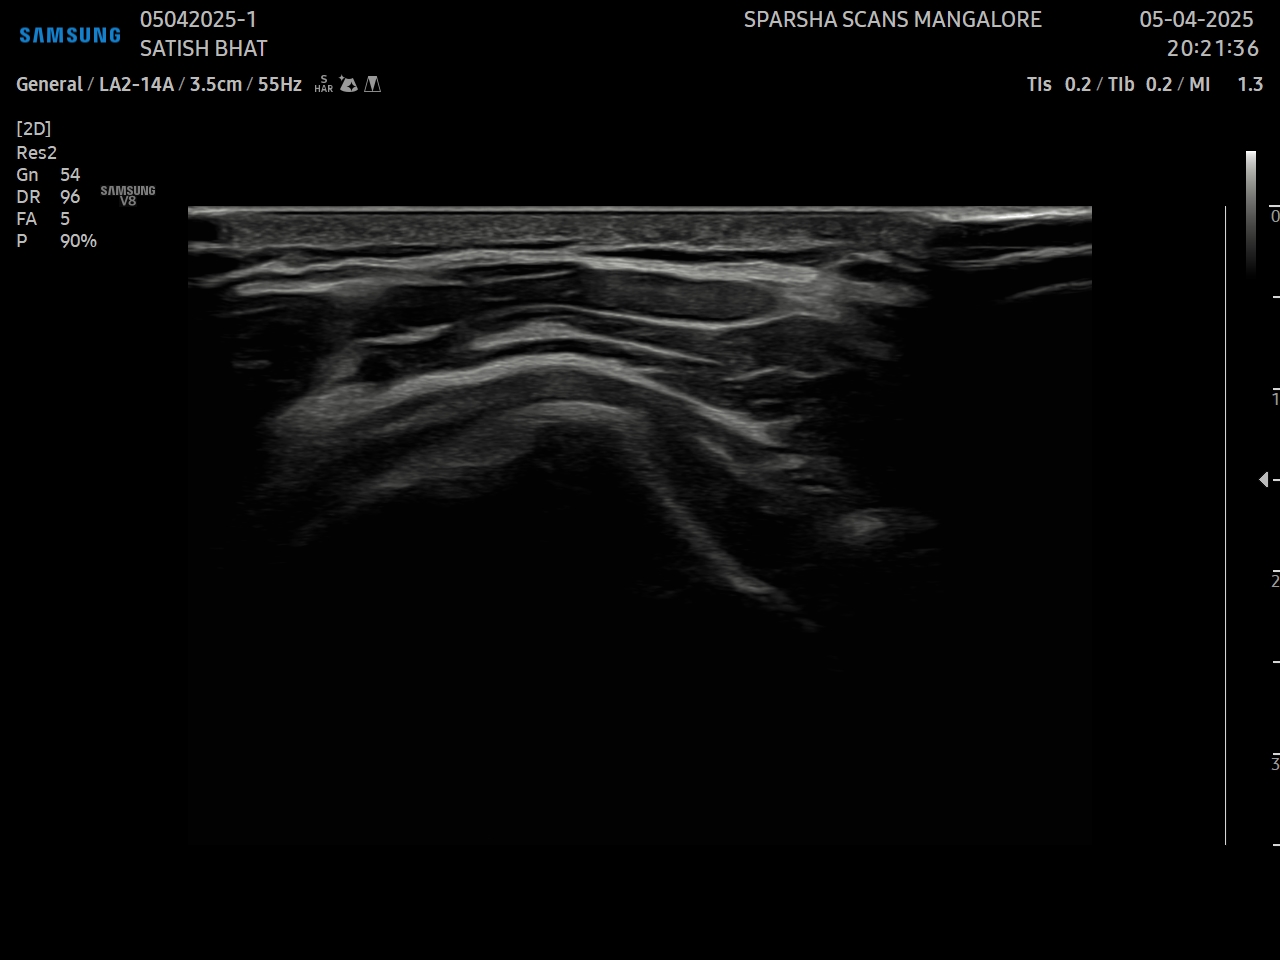 SAMSUNG
05042025-1
SATISH BHAT
SPARSHA SCANS MANGALORE
05-04-2025
20:21:36
General / LA2-14A / 3.5cm / 55Hz
S
HAR
TIs 0.2 / TIb 0.2 / MI 1.3
[2D]
Res2
Gn 54
DR 96
FA 5
P 90%
SAMSUNG
V8
0
1
2
3